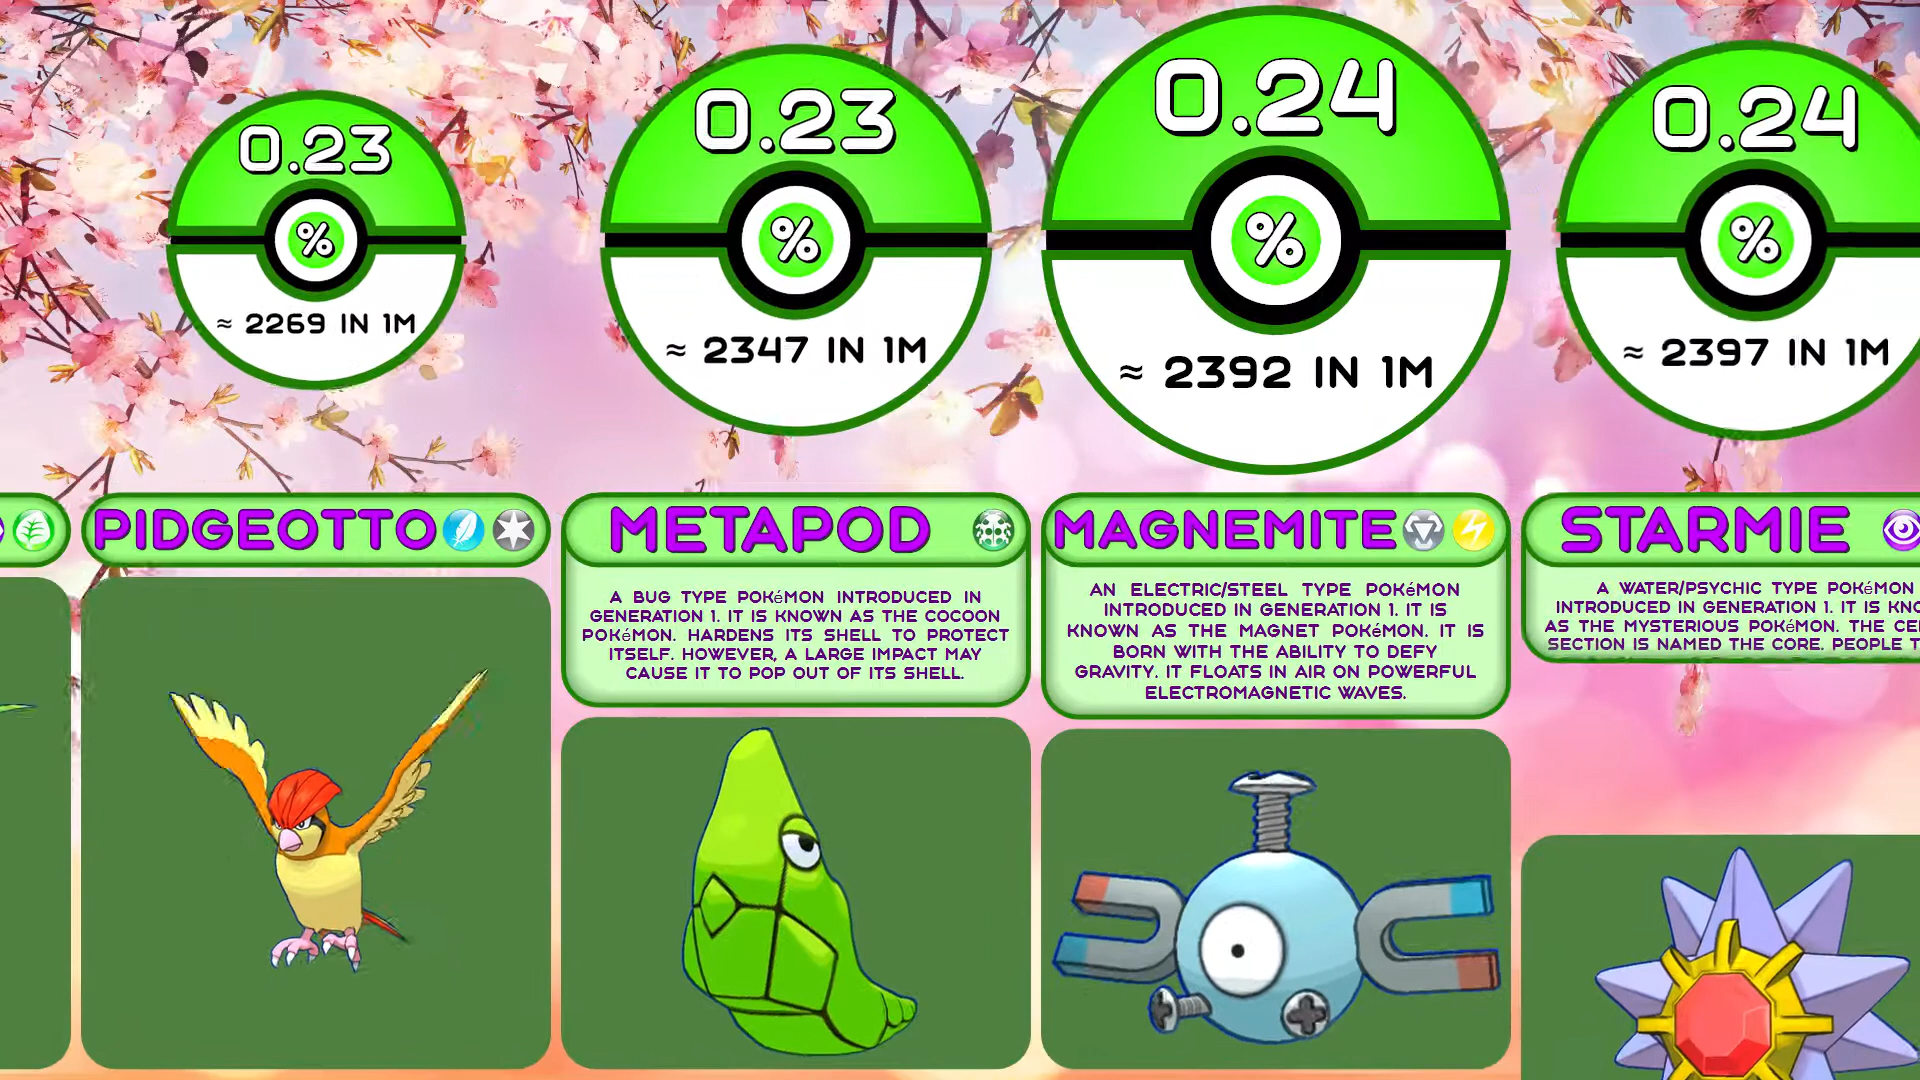 0.23
%
≈ 2269 IN 1M
PIDGEOTTO
0.23
%
≈ 2347 IN 1M
METAPOD
A BUG TYPE POKéMON INTRODUCED IN
GENERATION 1. IT IS KNOWN AS THE COCOON
POKéMON. HARDENS ITS SHELL TO PROTECT
ITSELF. HOWEVER, A LARGE IMPACT MAY
CAUSE IT TO POP OUT OF ITS SHELL.
0.24
%
≈ 2392 IN 1M
MAGNEMITE
AN ELECTRIC/STEEL TYPE POKéMON
INTRODUCED IN GENERATION 1. IT IS
KNOWN AS THE MAGNET POKéMON. IT IS
BORN WITH THE ABILITY TO DEFY
GRAVITY. IT FLOATS IN AIR ON POWERFUL
ELECTROMAGNETIC WAVES.
0.24
%
≈ 2397 IN 1M
STARMIE
A WATER/PSYCHIC TYPE POKéMON
INTRODUCED IN GENERATION 1. IT IS
AS THE MYSTERIOUS POKéMON. THE
SECTION IS NAMED THE CORE. PEOPLE